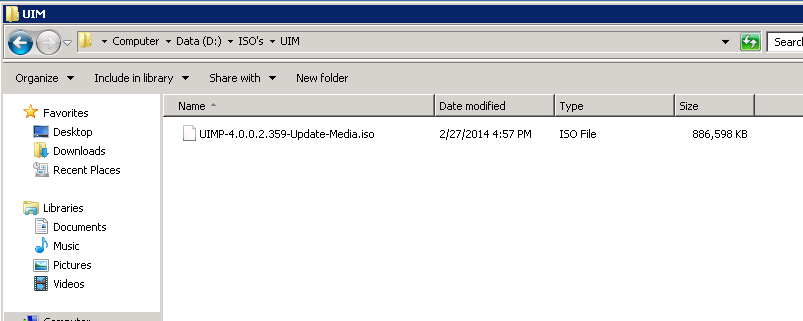 UIM
Computer Data (D:) ISO's UIM Searc
Organize Include in library Share with New folder
Favorites
Desktop
Downloads
Recent Places
Libraries
Documents
Music
Pictures
Videos
Computer
Name Date modified Type Size
UIMP-4.0.0.2.359-Update-Media.iso 2/27/2014 4:57 PM ISO File 886,598 KB